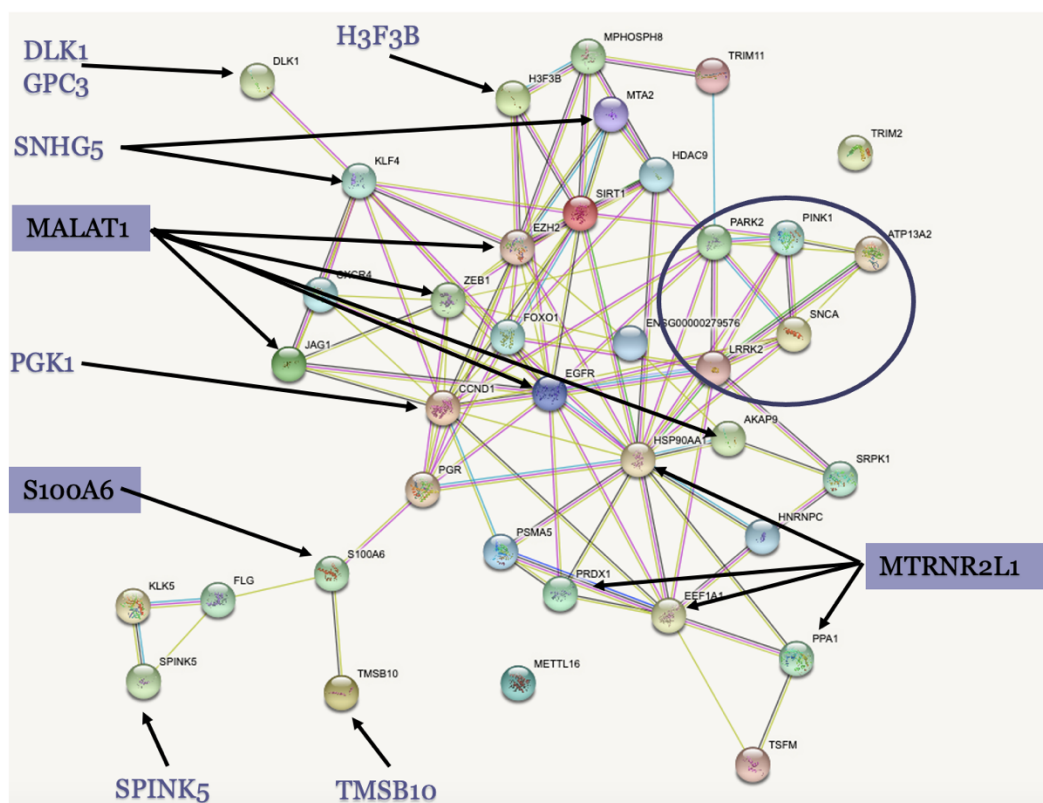 H3F3B
DLK1
GPC3
MPHOSPH8
TRIM11
DLK1
H3F3B
MTA2
TRIM2
SNHG5
HDAC9
KLF4
SIRT1
PARK2
PINK1
MALAT1
EZH2
ATP13A2
CXCR4
ZEB1
FOXO1
ENSG00000279576
SNCA
JAG1
LRRK2
PGK1
EGFR
CCND1
AKAP9
HSP90AA1
SRPK1
PGR
S100A6
HNRNPC
PSMA5
S100A6
MTRNR2L1
KLK5
FLG
PRDX1
EEF1A1
PPA1
SPINK5
TMSB10
METTL16
TSFM
SPINK5
TMSB10